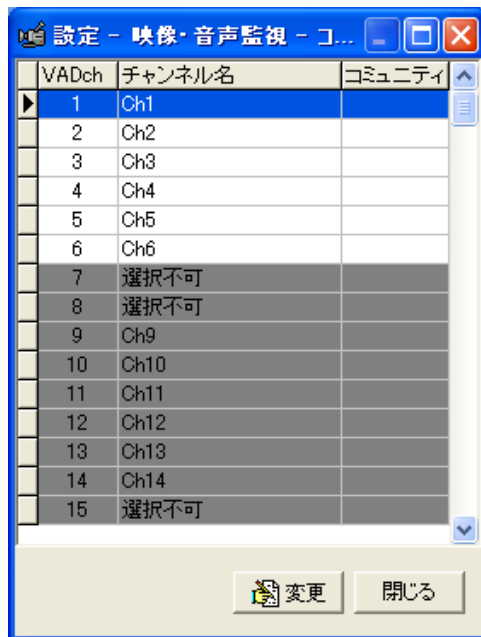 設定 - 映像・音声監視 - コ...
VADch チャンネル名 コミュニティ
1 Ch1
2 Ch2
3 Ch3
4 Ch4
5 Ch5
6 Ch6
7 選択不可
8 選択不可
9 Ch9
10 Ch10
11 Ch11
12 Ch12
13 Ch13
14 Ch14
15 選択不可
変更 閉じる